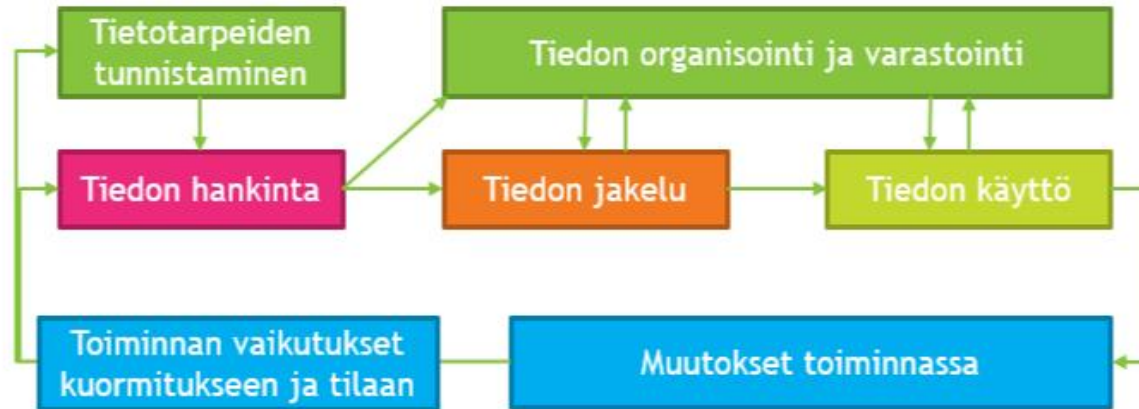 Tietotarpeiden
tunnistaminen
Tiedon organisointi ja varastointi
Tiedon hankinta
Tiedon jakelu
Tiedon käyttö
Toiminnan vaikutukset
kuormitukseen ja tilaan
Muutokset toiminnassa